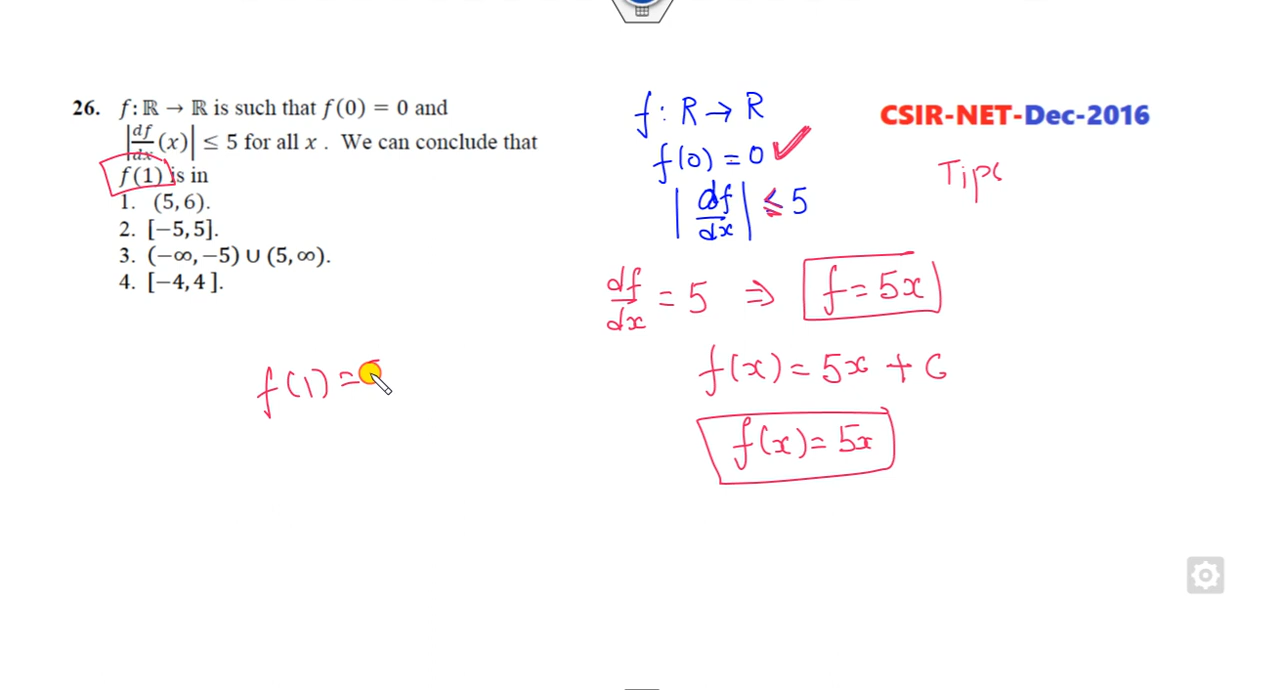 26. f: ℝ → ℝ is such that f(0) = 0 and
|df/dx (x)| ≤ 5 for all x . We can conclude that
f(1) is in
1. (5, 6).
2. [−5, 5].
3. (−∞, −5) ∪ (5, ∞).
4. [−4, 4 ].
f(1) =
f : R → R
f(0) = 0
|df/dx| ≤ 5
df/dx = 5 ⇒ f = 5x
f(x) = 5x + C
f(x) = 5x
CSIR-NET-Dec-2016
Tips